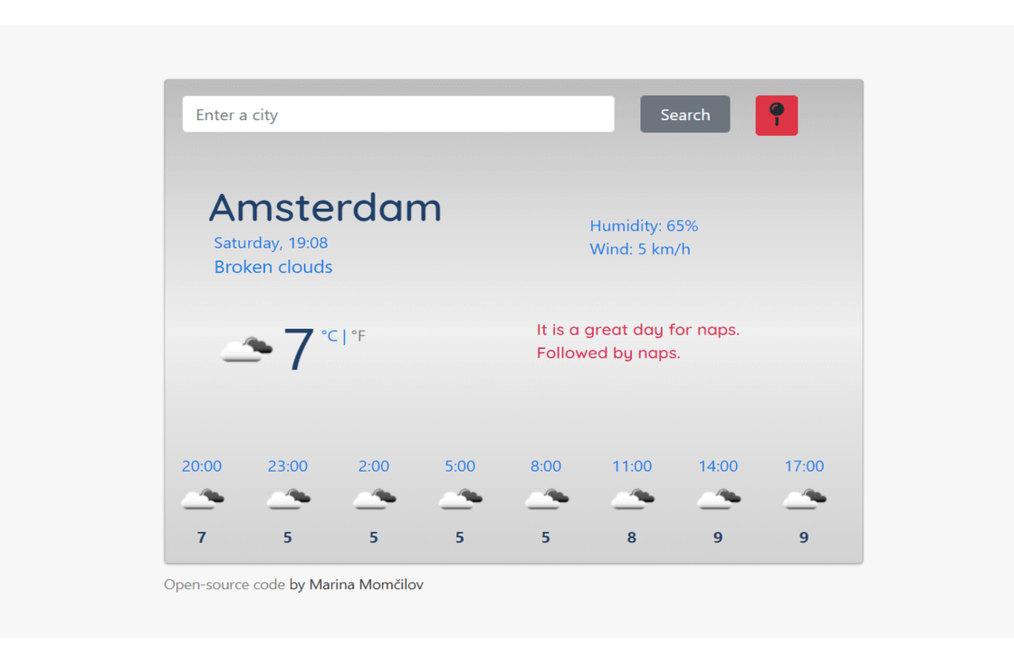 Enter a city
Search
Amsterdam
Saturday, 19:08
Broken clouds
Humidity: 65%
Wind: 5 km/h
7 °C | °F
It is a great day for naps.
Followed by naps.
20:00 23:00 2:00 5:00 8:00 11:00 14:00 17:00
7 5 5 5 5 8 9 9
Open-source code by Marina Momčilov